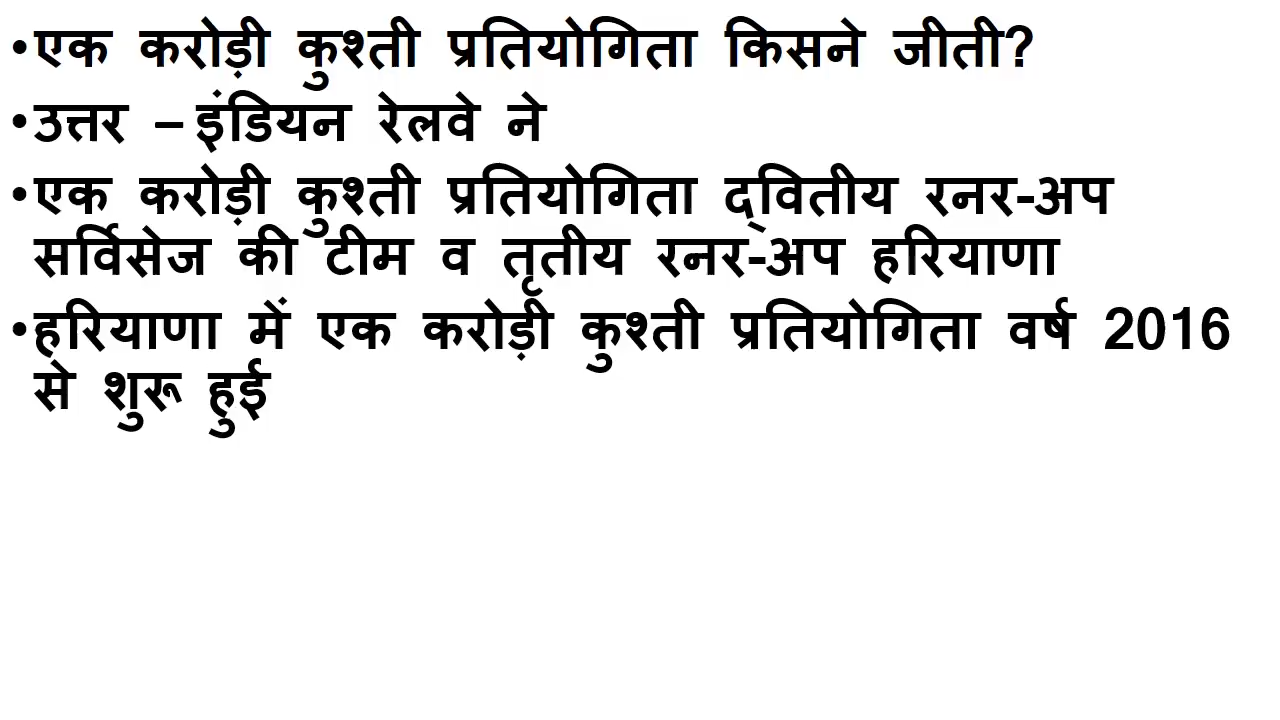 •एक करोड़ी कुश्ती प्रतियोगिता किसने जीती?
•उत्तर – इंडियन रेलवे ने
•एक करोड़ी कुश्ती प्रतियोगिता द्वितीय रनर-अप
सर्विसेज की टीम व तृतीय रनर-अप हरियाणा
•हरियाणा में एक करोड़ी कुश्ती प्रतियोगिता वर्ष 2016
से शुरू हुई